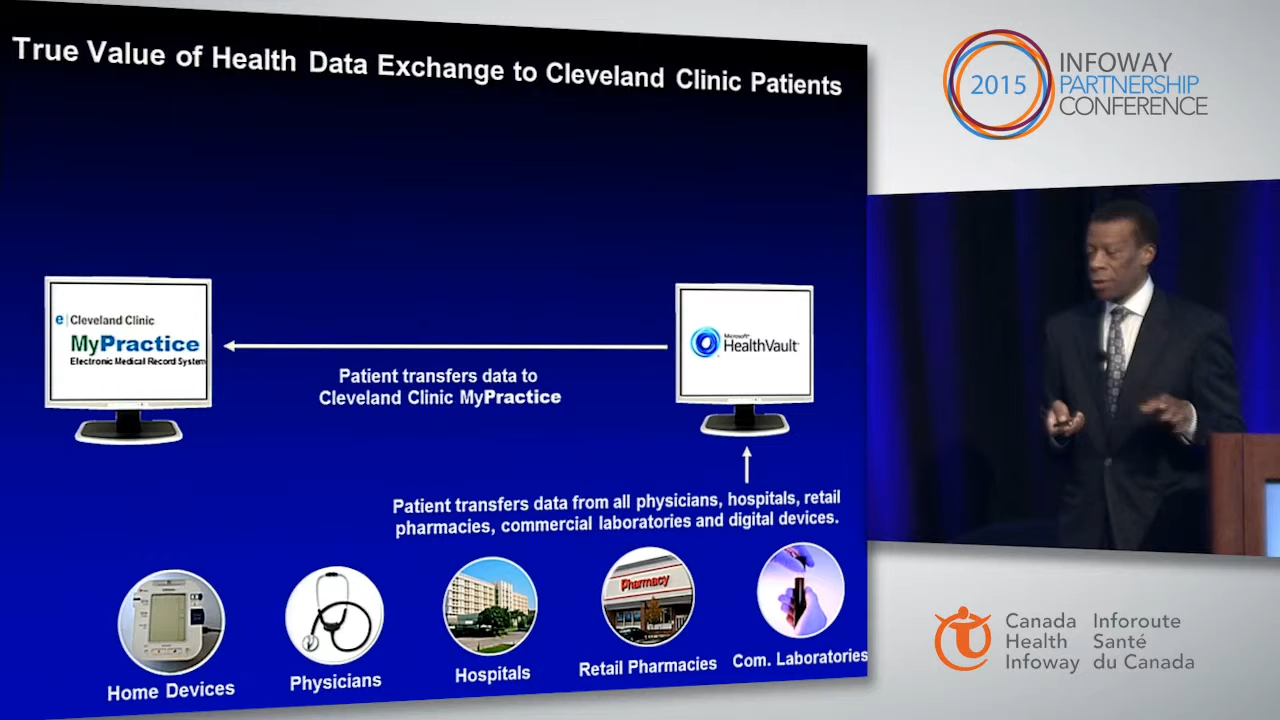 True Value of Health Data Exchange to Cleveland Clinic Patients
2015
INFOWAY
PARTNERSHIP
CONFERENCE
e | Cleveland Clinic
MyPractice
Electronic Medical Record System
Microsoft®
HealthVault™
Patient transfers data to
Cleveland Clinic MyPractice
Patient transfers data from all physicians, hospitals, retail
pharmacies, commercial laboratories and digital devices.
Pharmacy
Home Devices
Physicians
Hospitals
Retail Pharmacies
Com. Laboratories
Canada Inforoute
Health Santé
Infoway du Canada